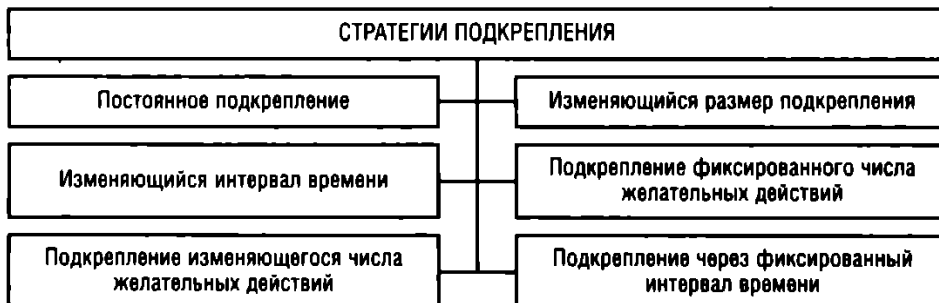 СТРАТЕГИИ ПОДКРЕПЛЕНИЯ
Постоянное подкрепление
Изменяющийся размер подкрепления
Изменяющийся интервал времени
Подкрепление фиксированного числа
желательных действий
Подкрепление изменяющегося числа
желательных действий
Подкрепление через фиксированный
интервал времени